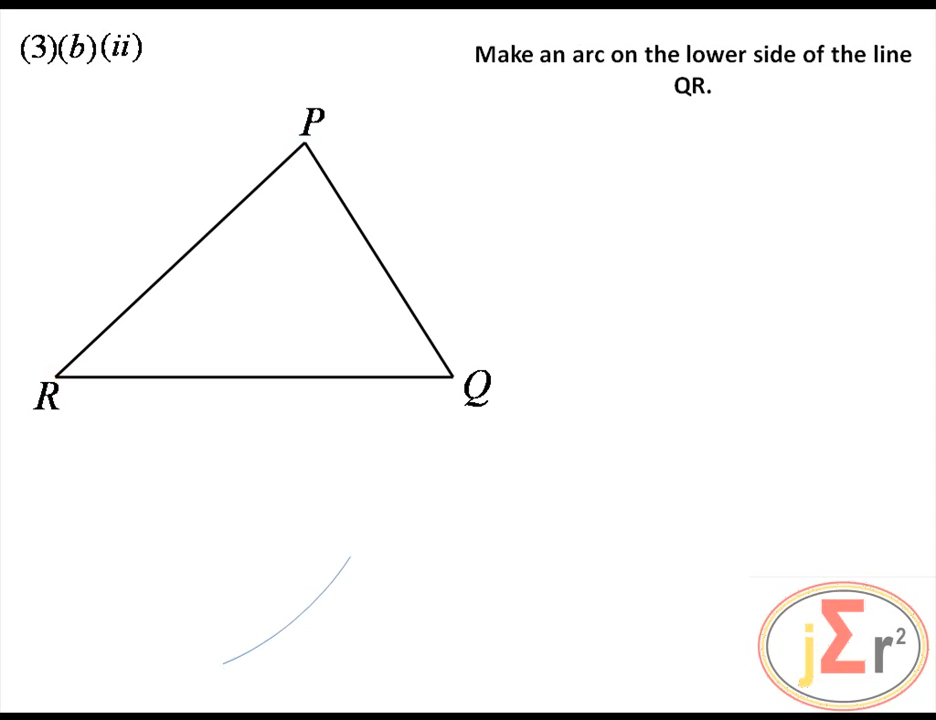 (3)(b)(ii)
Make an arc on the lower side of the line
QR.
P
R
Q
jΣr²